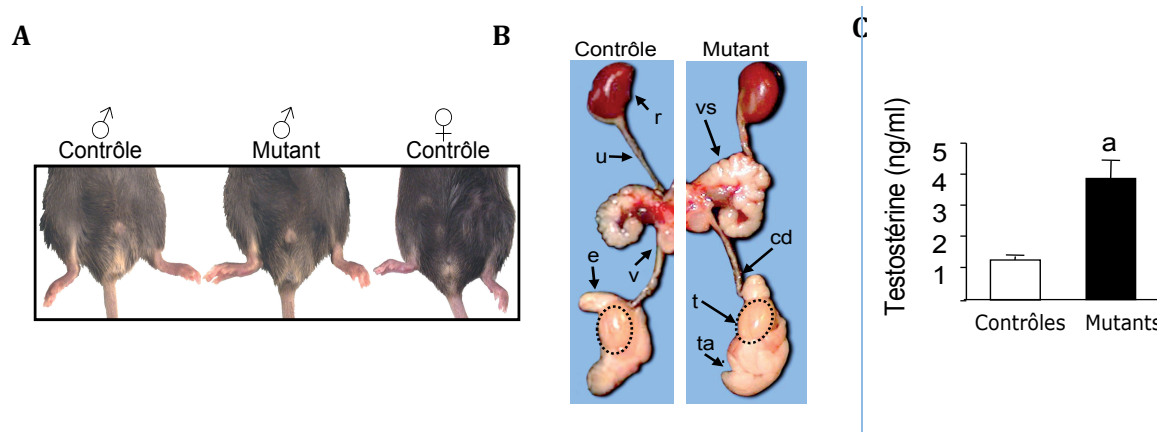 A
♂ ♂ ♀
Contrôle Mutant Contrôle
B
Contrôle Mutant
r
vs
u
cd
e
v
t
ta
C
Testostérine (ng/ml)
5
4
3
2
1
a
Contrôles Mutants